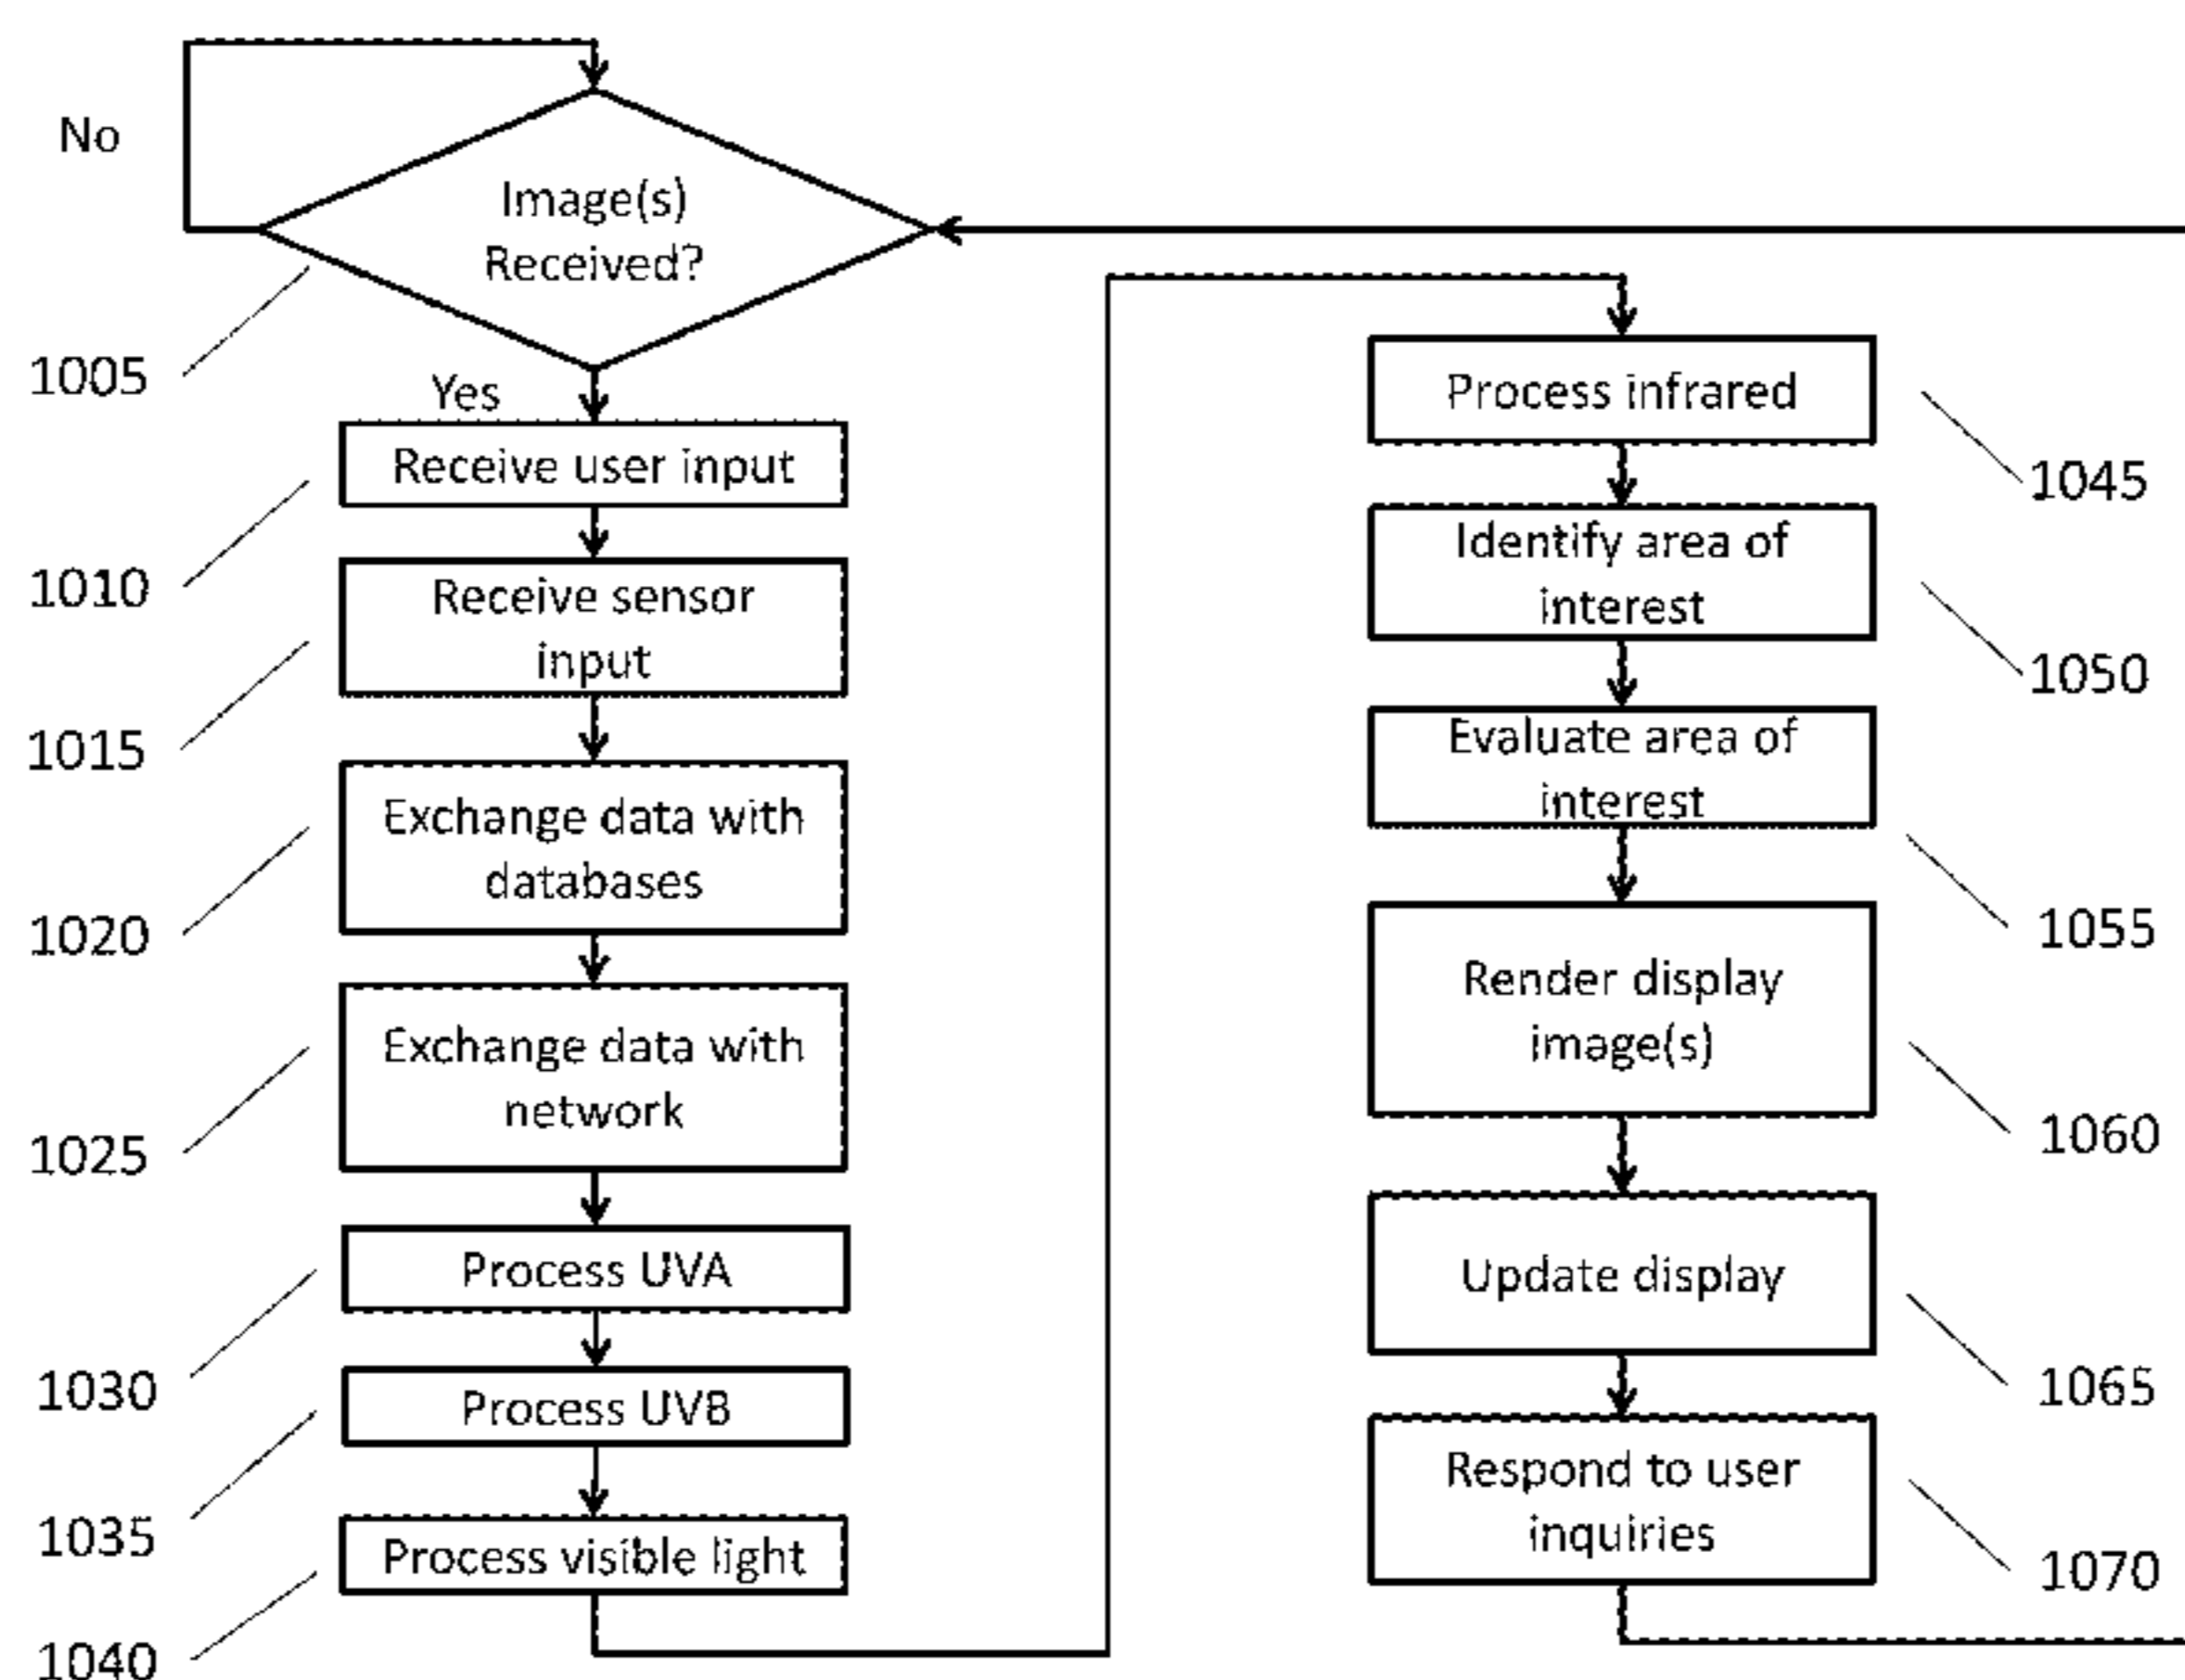 No
Image(s)
Received?
1005
Yes
Receive user input
1010
Receive sensor
input
1015
Exchange data with
databases
1020
Exchange data with
network
1025
Process UVA
1030
Process UVB
1035
Process visible light
1040
Process infrared
1045
Identify area of
interest
1050
Evaluate area of
interest
1055
Render display
image(s)
1060
Update display
1065
Respond to user
inquiries
1070